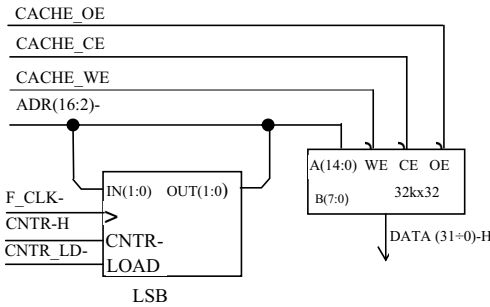 CACHE_OE
CACHE_CE
CACHE_WE
ADR(16:2)-
A(14:0) WE CE OE
B(7:0) 32kx32
IN(1:0) OUT(1:0)
F_CLK-
CNTR-H
CNTR-
CNTR_LD-
LOAD
DATA (31÷0)-H
LSB